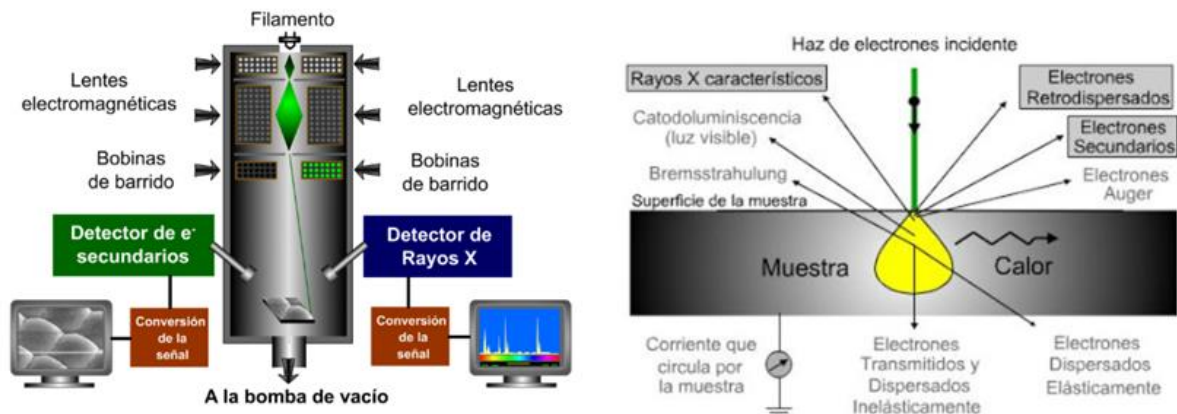 Filamento
Lentes
electromagnéticas
Lentes
electromagnéticas
Bobinas
de barrido
Bobinas
de barrido
Detector de e-
secundarios
Detector de
Rayos X
Conversión
de la
señal
Conversión
de la
señal
A la bomba de vacío
Haz de electrones incidente
Rayos X característicos
Electrones
Retrodispersados
Catodoluminiscencia
(luz visible)
Electrones
Secundarios
Bremsstrahulung
Electrones
Auger
Superficie de la muestra
Muestra
Calor
Corriente que
circula por
la muestra
Electrones
Transmitidos y
Dispersados
Inelásticamente
Electrones
Dispersados
Elásticamente